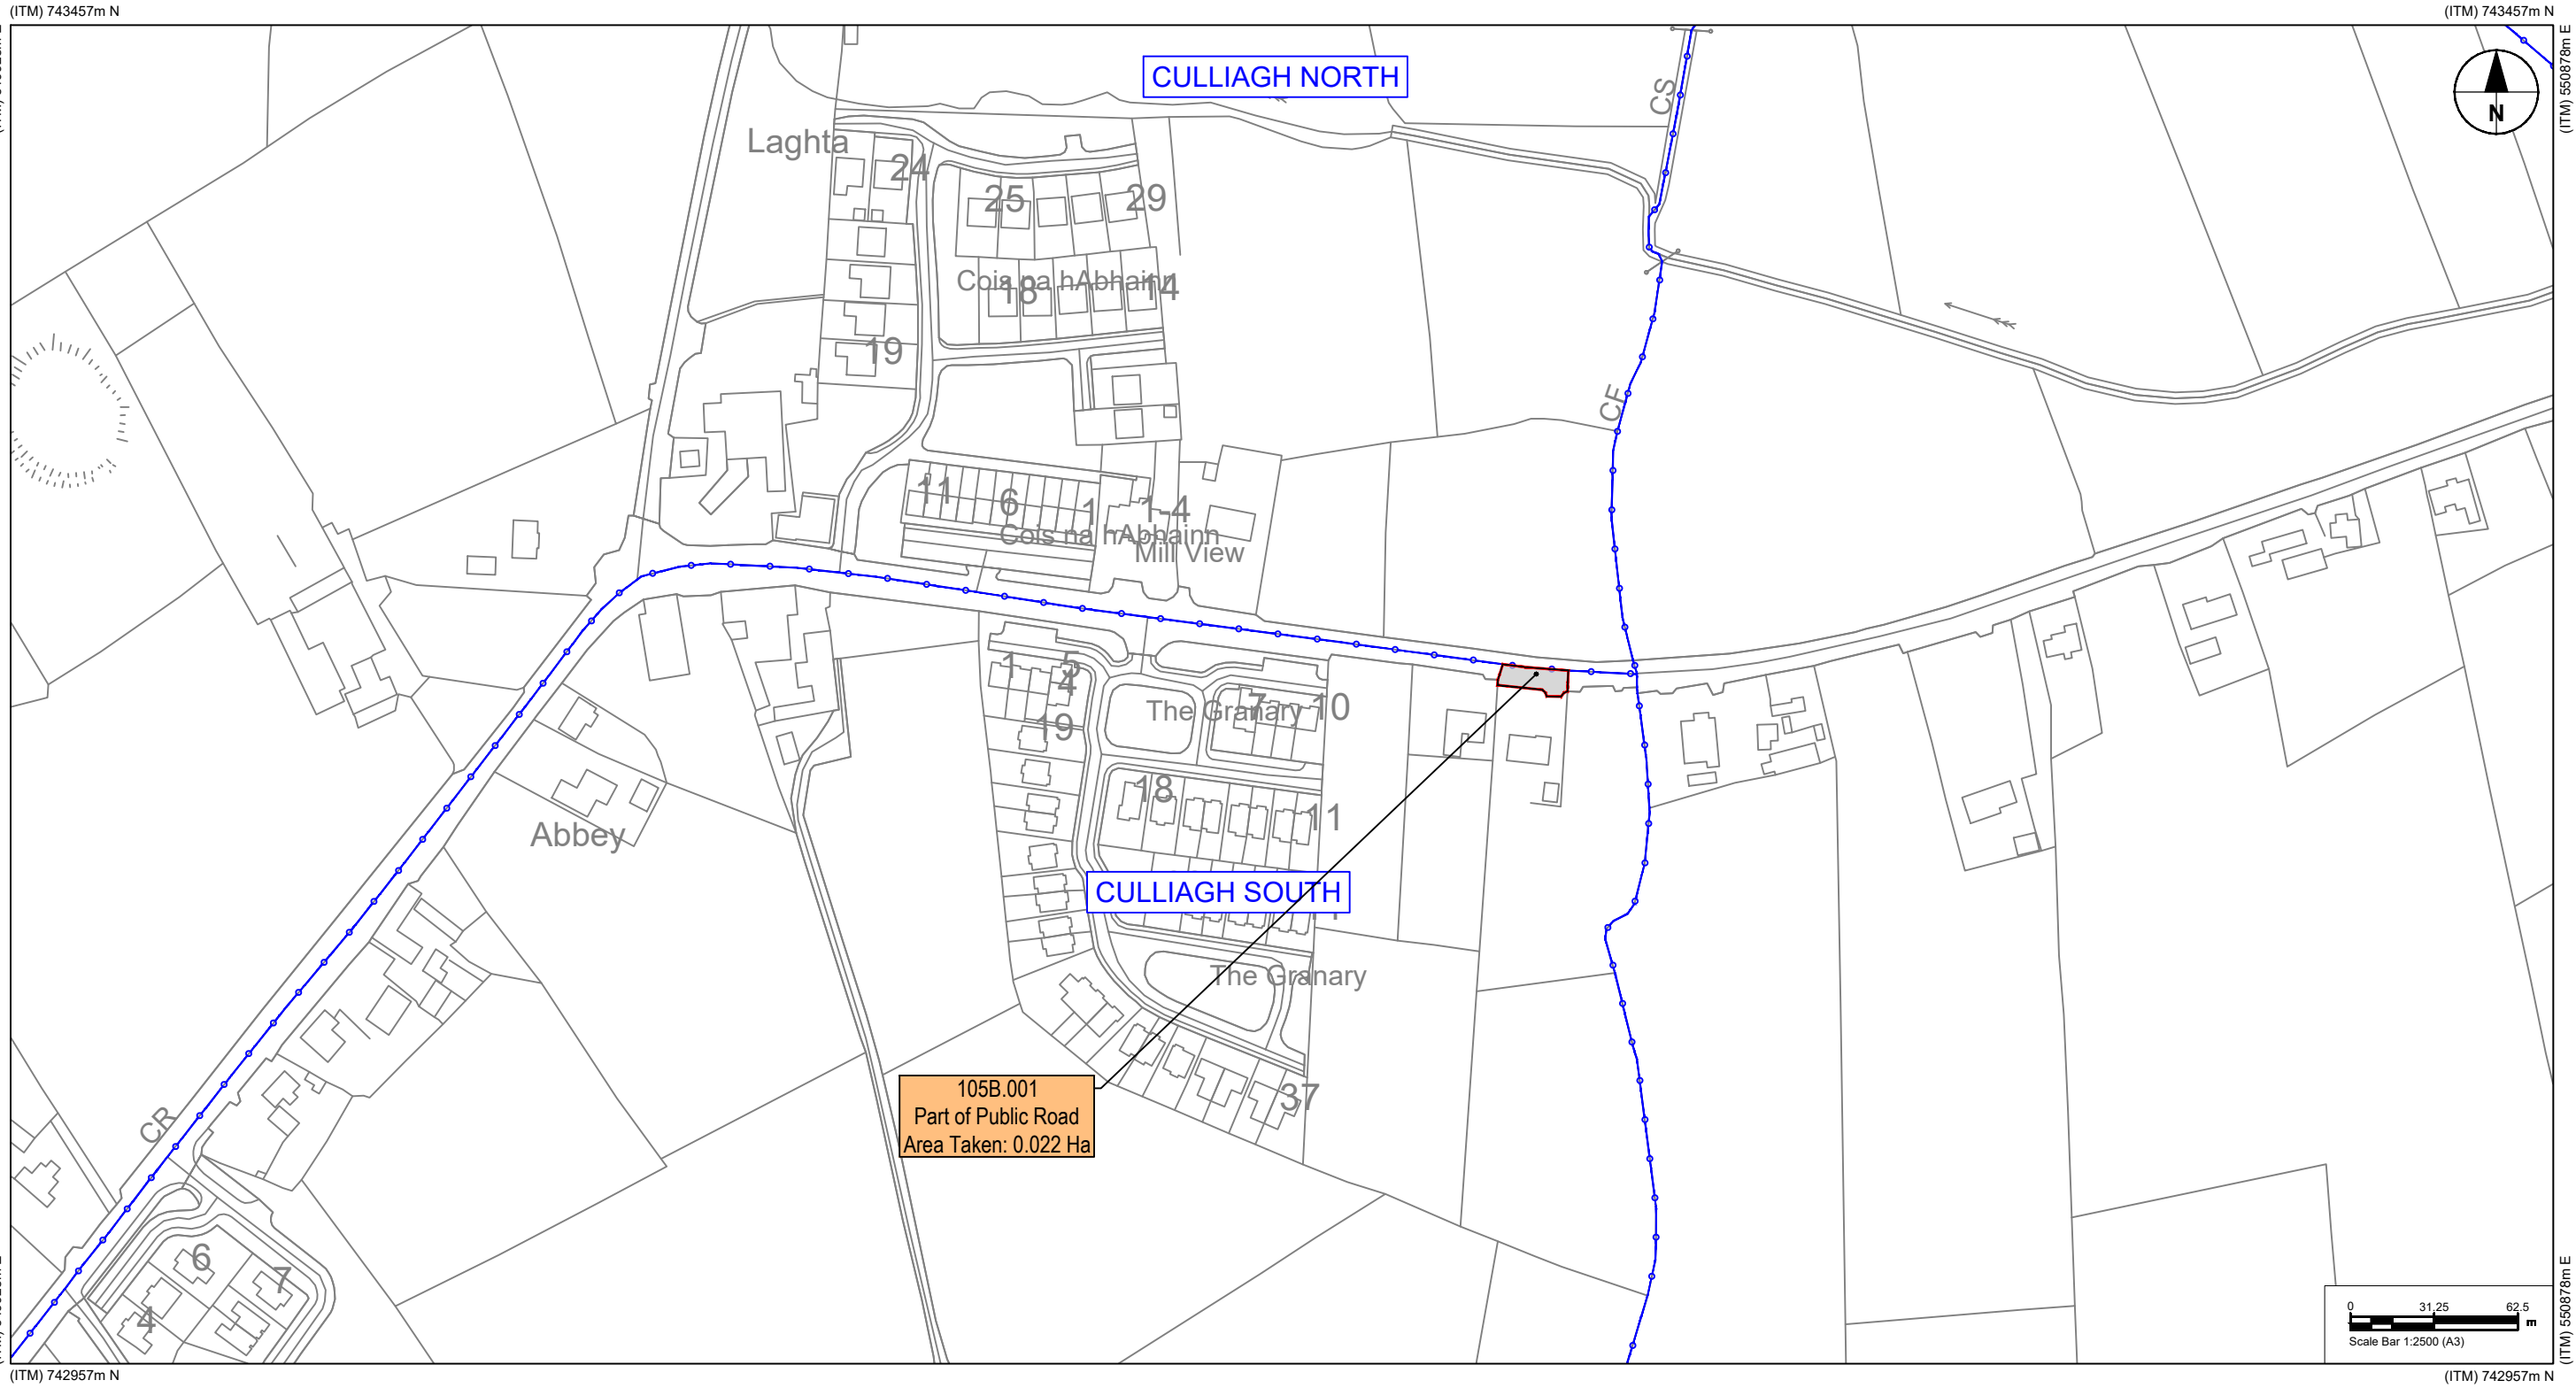 (ITM) 743457m N
(ITM) 743457m N
(ITM) 550878m E
CULLIAGH NORTH
N
CS
Laghta
24
25
29
Cois na hAbhainn
18
14
19
CF
11
6
1
1-4
Cois na hAbhainn
Mill View
1
5
4
19
The Granary
7
10
18
11
Abbey
CULLIAGH SOUTH
The Granary
37
105B.001
Part of Public Road
Area Taken: 0.022 Ha
CR
6
7
4
0
31.25
62.5
m
Scale Bar 1:2500 (A3)
(ITM) 550878m E
(ITM) 742957m N
(ITM) 742957m N